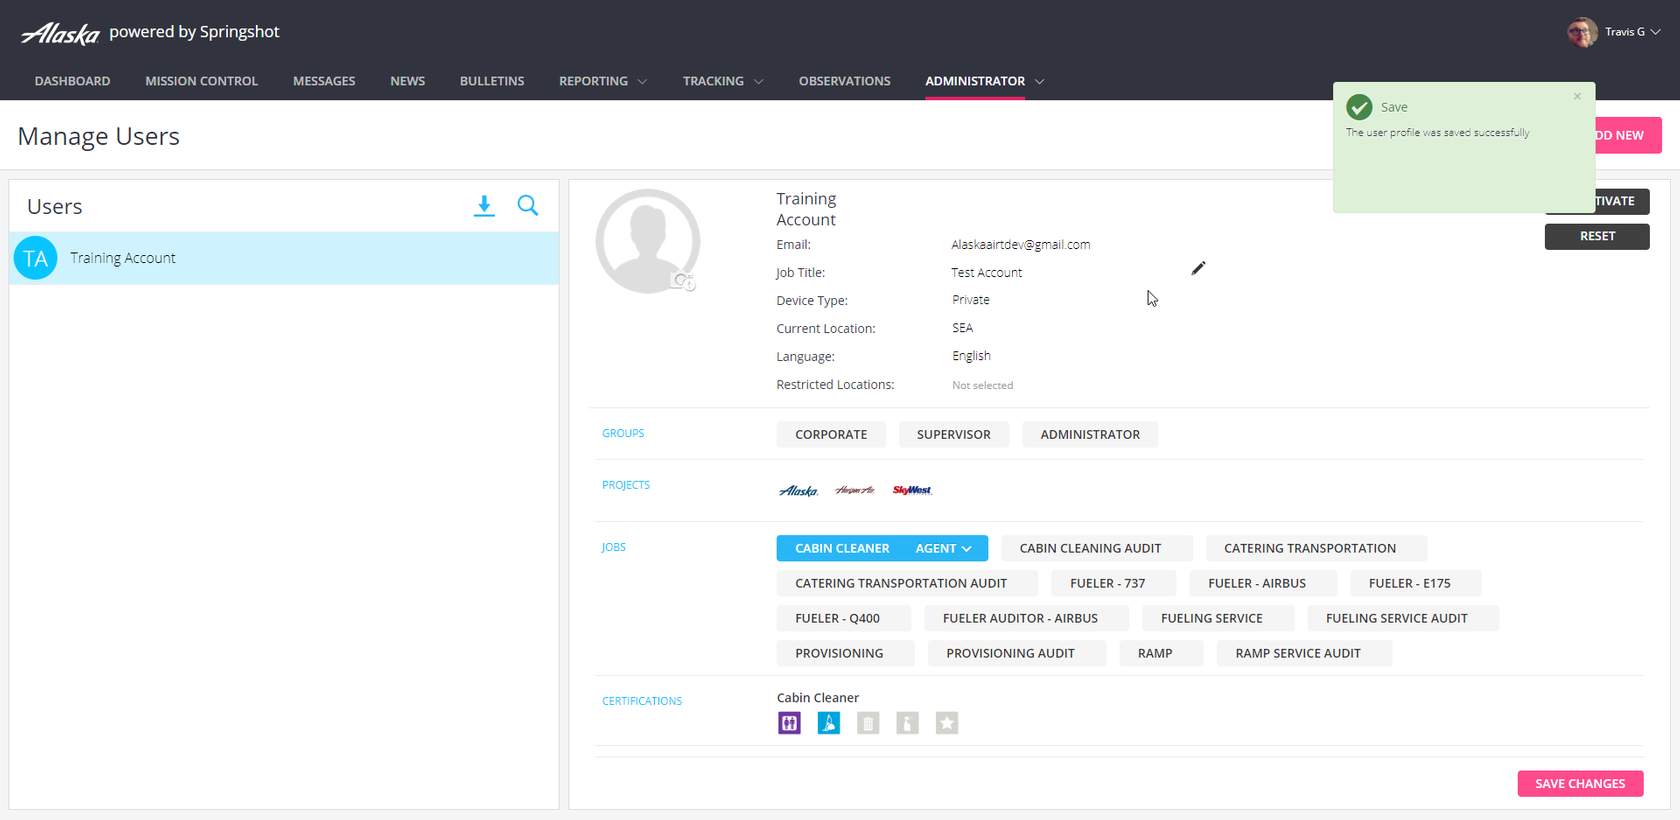 Alaska powered by Springshot
Travis G
DASHBOARD MISSION CONTROL MESSAGES NEWS BULLETINS REPORTING TRACKING OBSERVATIONS ADMINISTRATOR
Save
×
The user profile was saved successfully
Manage Users
DD NEW
Users
TIVATE
RESET
TA Training Account
Training
Account
Email: Alaskaairtdev@gmail.com
Job Title: Test Account
Device Type: Private
Current Location: SEA
Language: English
Restricted Locations: Not selected
GROUPS CORPORATE SUPERVISOR ADMINISTRATOR
PROJECTS Alaska Horizon Air SkyWest
JOBS CABIN CLEANER AGENT CABIN CLEANING AUDIT CATERING TRANSPORTATION
CATERING TRANSPORTATION AUDIT FUELER - 737 FUELER - AIRBUS FUELER - E175
FUELER - Q400 FUELER AUDITOR - AIRBUS FUELING SERVICE FUELING SERVICE AUDIT
PROVISIONING PROVISIONING AUDIT RAMP RAMP SERVICE AUDIT
CERTIFICATIONS Cabin Cleaner
SAVE CHANGES